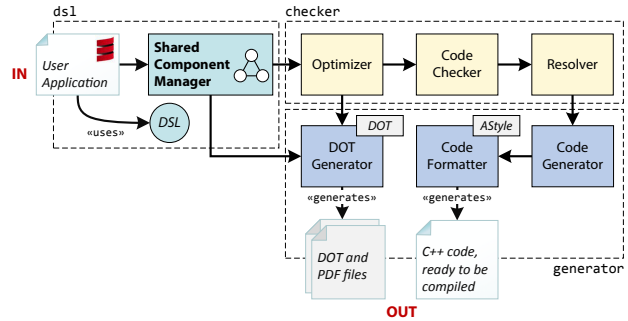 dsl
checker
IN
User
Application
Shared
Component
Manager
Optimizer
Code
Checker
Resolver
«uses»
DSL
DOT
DOT
Generator
AStyle
Code
Formatter
Code
Generator
«generates»
«generates»
DOT and
PDF files
C++ code,
ready to be
compiled
generator
OUT